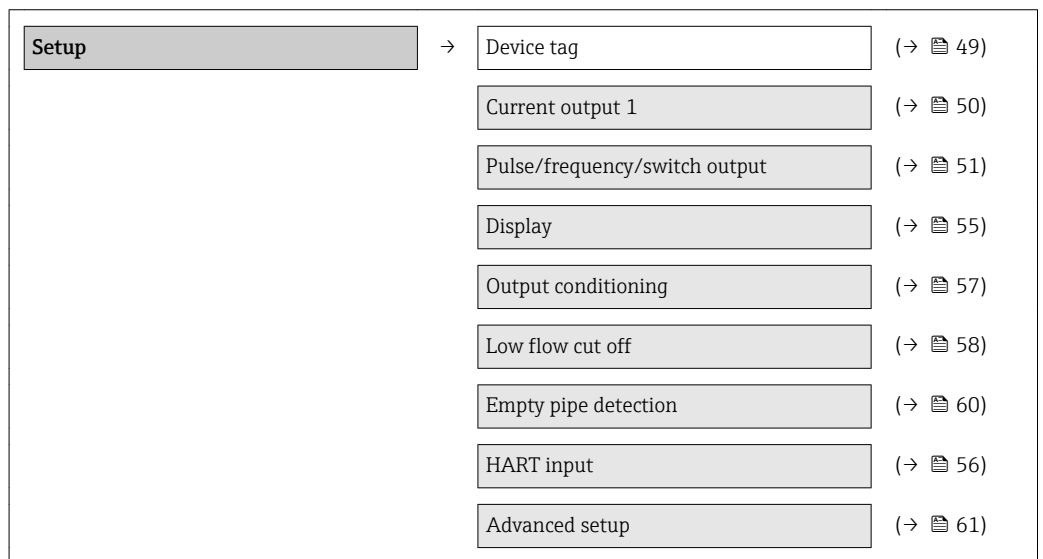 Setup → Device tag (→ 49)
Current output 1 (→ 50)
Pulse/frequency/switch output (→ 51)
Display (→ 55)
Output conditioning (→ 57)
Low flow cut off (→ 58)
Empty pipe detection (→ 60)
HART input (→ 56)
Advanced setup (→ 61)